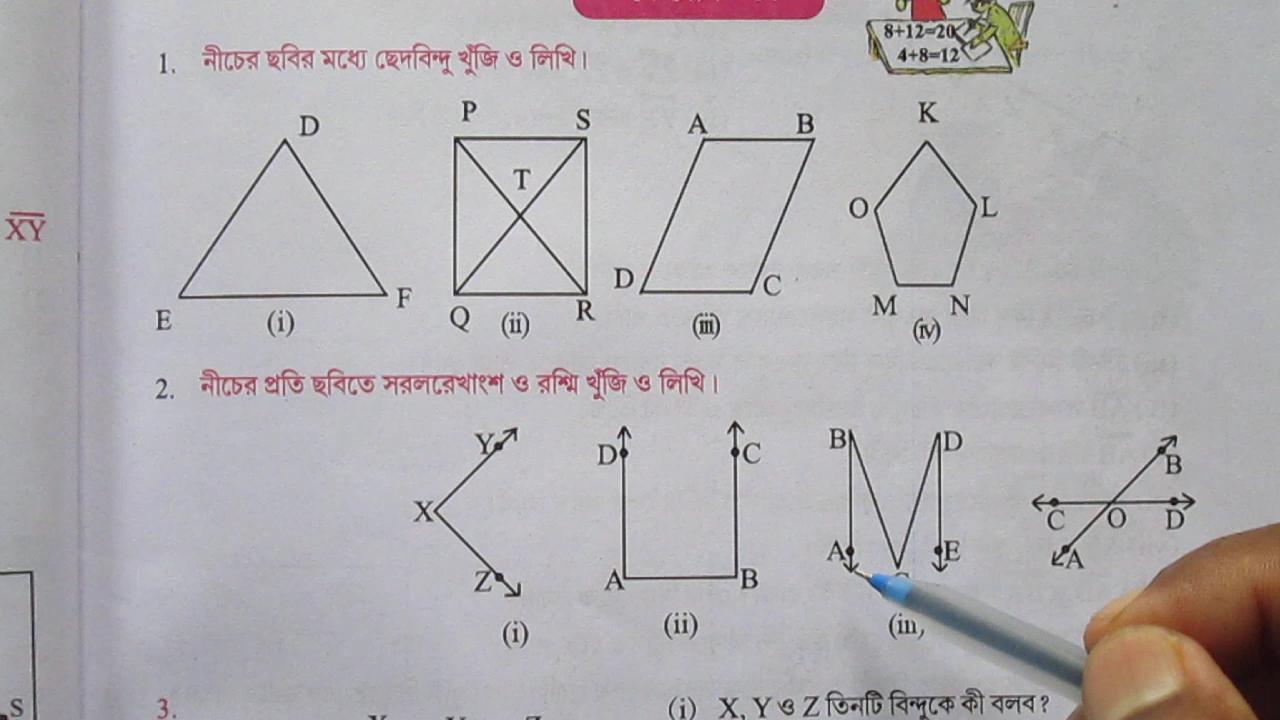 8+12=20
4+8=12
1. নীচের ছবির মধ্যে ছেদবিন্দু খুঁজি ও লিখি।
D
P S
A B
K
T
XY
O L
E F
D C
Q R
M N
(i) (ii) (iii) (iv)
2. নীচের প্রতি ছবিতে সরলরেখাংশ ও রশ্মি খুঁজি ও লিখি।
Y D C B D B
X C O D
Z A B A E A
(i) (ii)
S
3.
(i) X, Y ও Z তিনটি বিন্দুকে কী বলব?